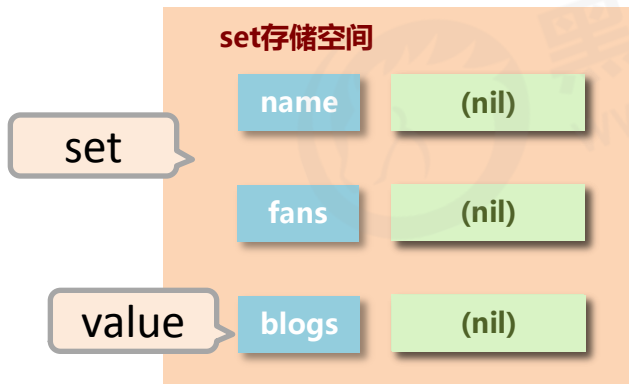 set存储空间
name
(nil)
set
fans
(nil)
value
blogs
(nil)